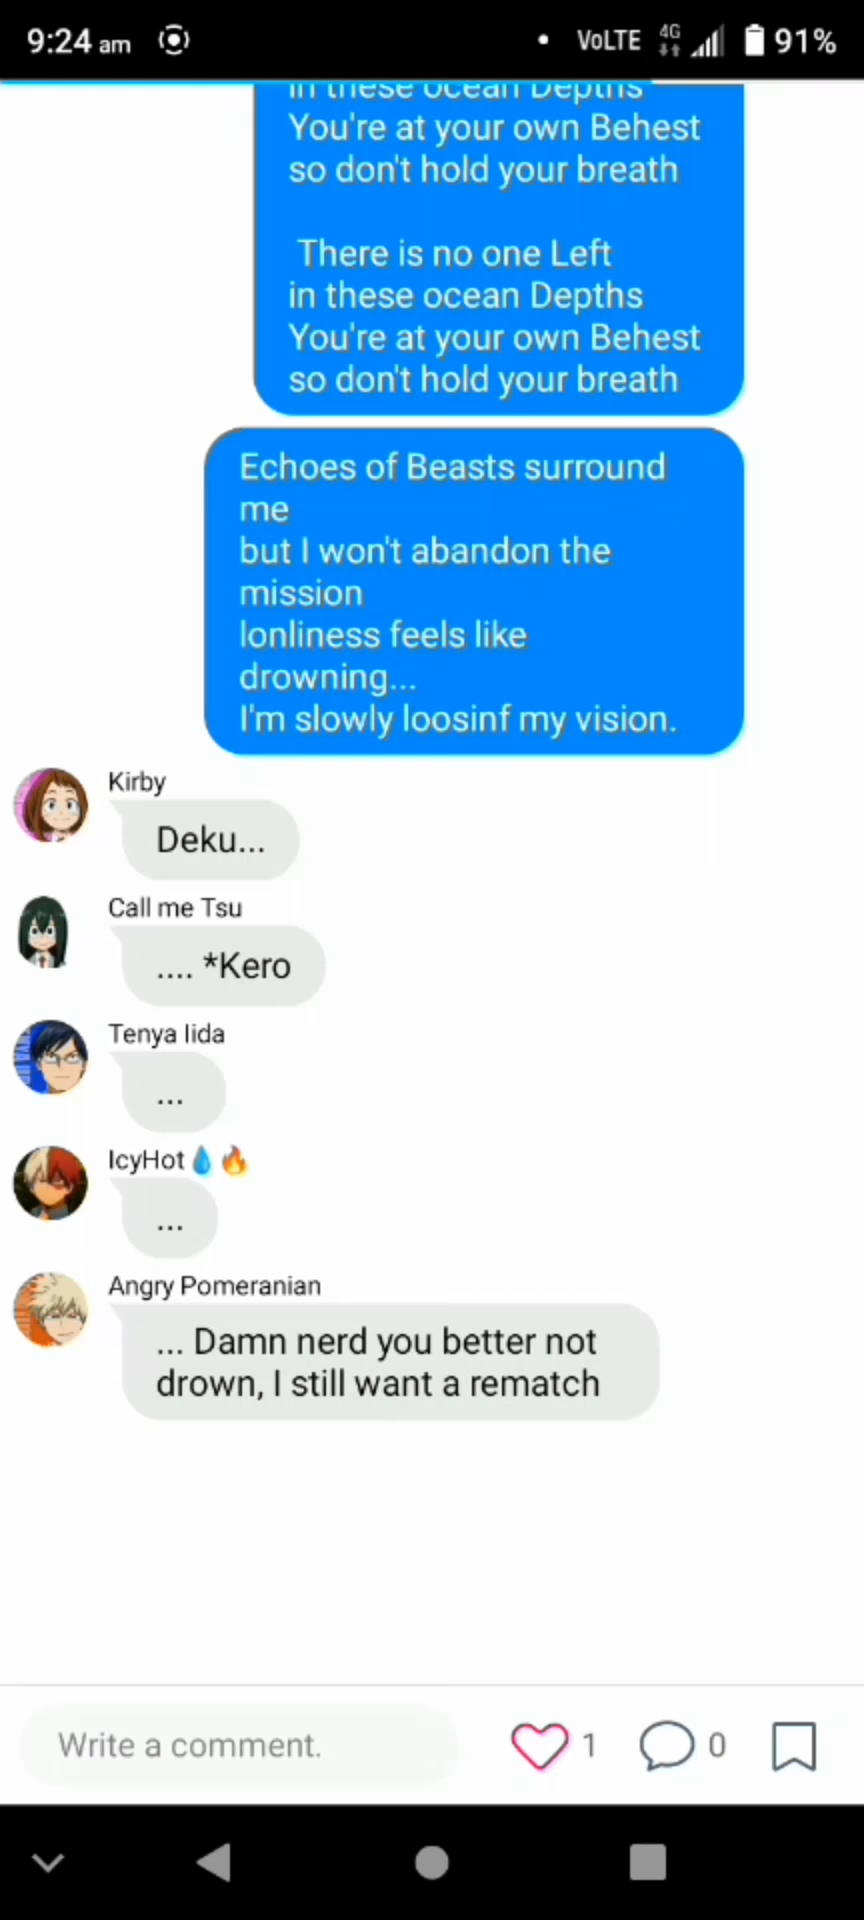 9:24 am
VoLTE 4G 91%
in these ocean Depths
You're at your own Behest
so don't hold your breath
There is no one Left
in these ocean Depths
You're at your own Behest
so don't hold your breath
Echoes of Beasts surround
me
but I won't abandon the
mission
lonliness feels like
drowning...
I'm slowly loosinf my vision.
Kirby
Deku...
Call me Tsu
.... *Kero
Tenya Iida
...
IcyHot💧🔥
...
Angry Pomeranian
... Damn nerd you better not
drown, I still want a rematch
Write a comment.
1
0